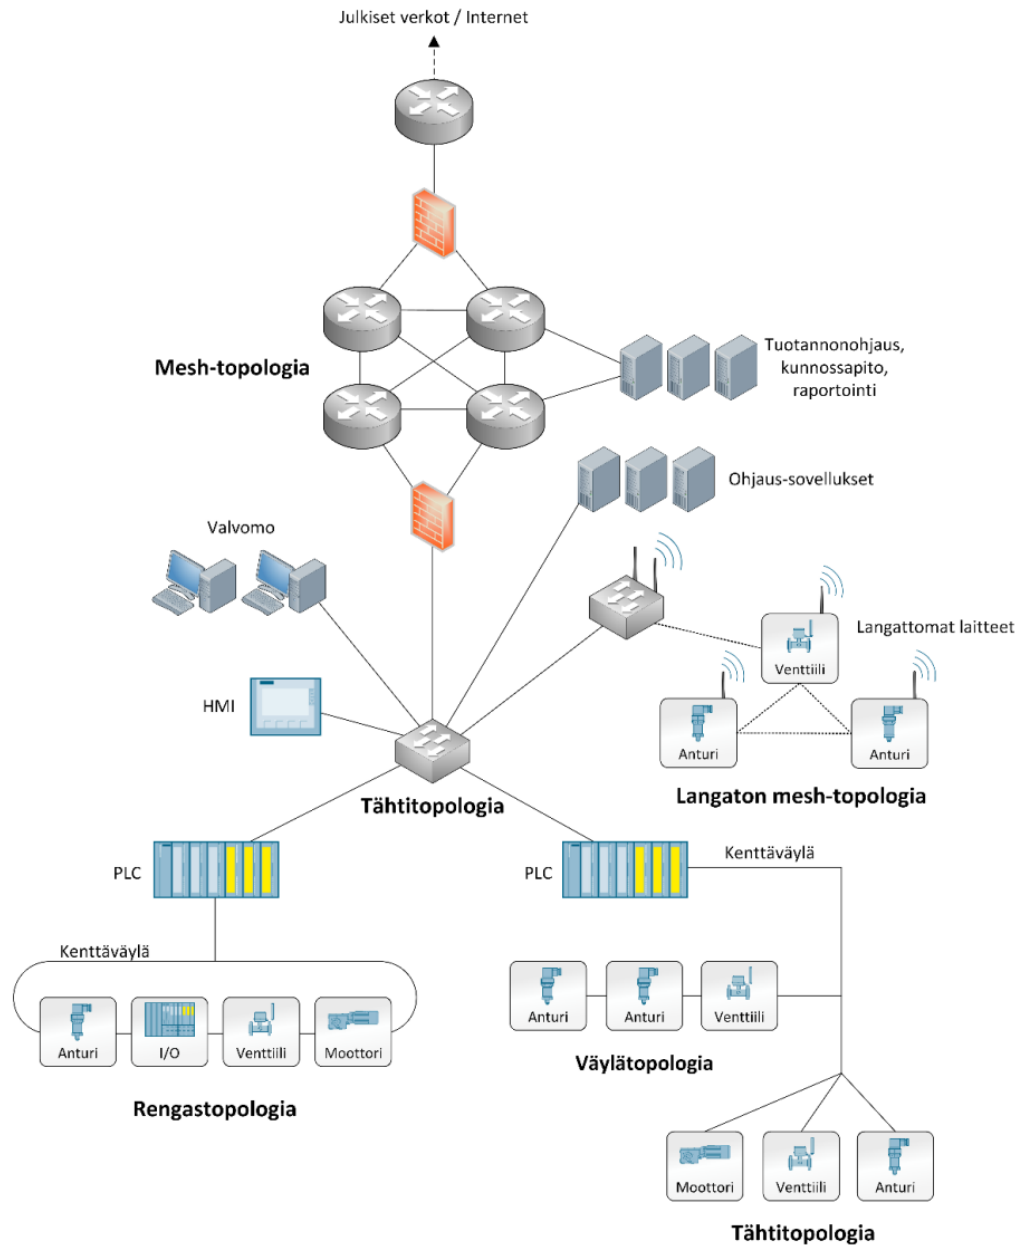 Julkiset verkot / Internet
Mesh-topologia
Tuotannonohjaus,
kunnossapito,
raportointi
Ohjaus-sovellukset
Valvomo
Langattomat laitteet
Venttiili
HMI
Anturi
Anturi
Tähtitopologia
Langaton mesh-topologia
PLC
PLC
Kenttäväylä
Kenttäväylä
Anturi
I/O
Venttiili
Moottori
Rengastopologia
Anturi
Anturi
Venttiili
Väylätopologia
Moottori
Venttiili
Anturi
Tähtitopologia